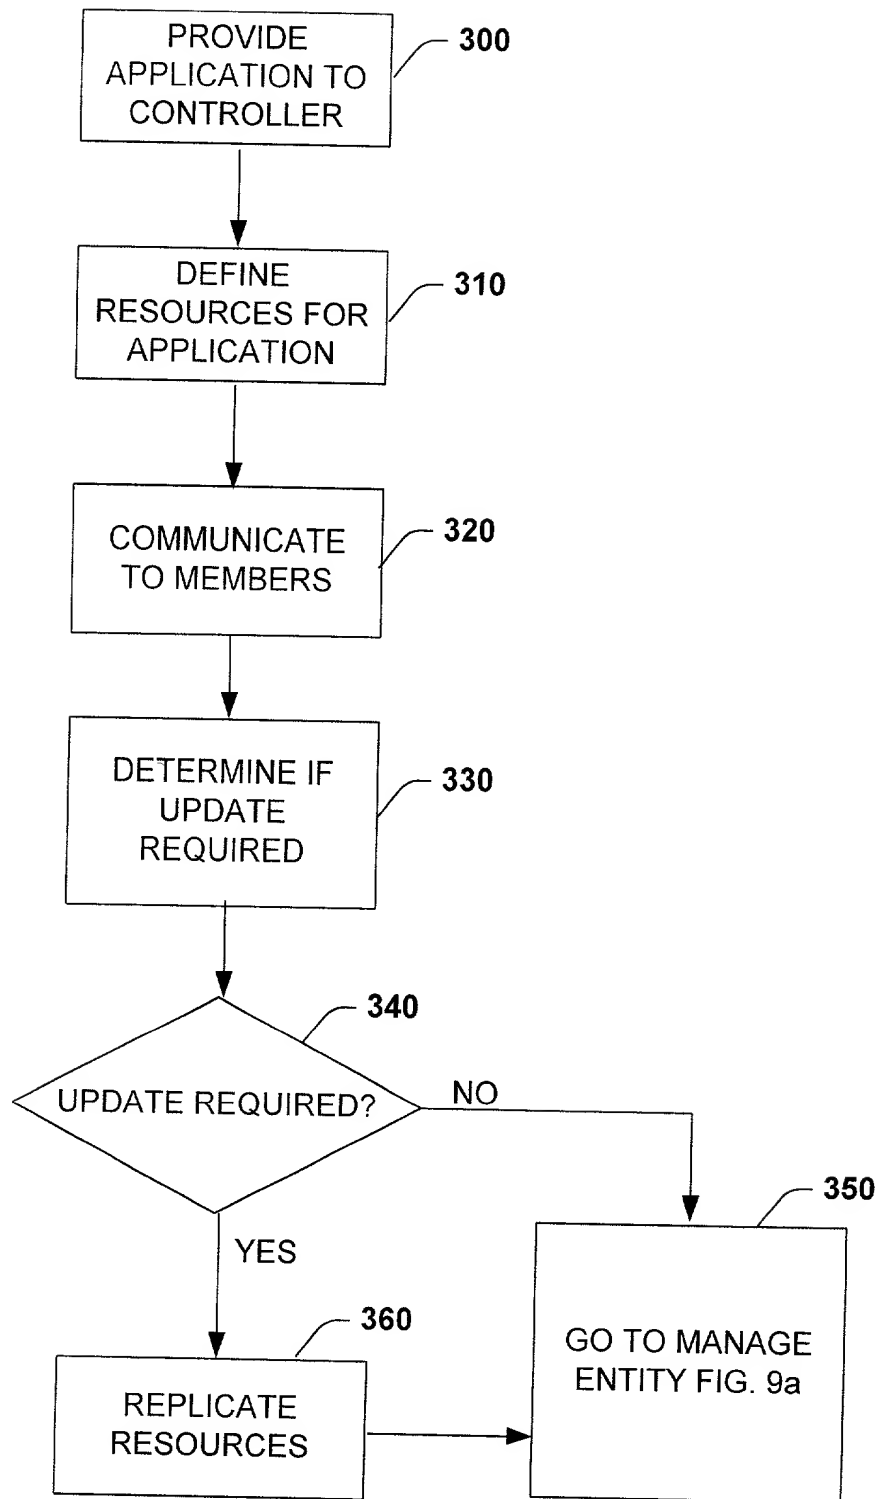 PROVIDE
APPLICATION TO
CONTROLLER
300
DEFINE
RESOURCES FOR
APPLICATION
310
COMMUNICATE
TO MEMBERS
320
DETERMINE IF
UPDATE
REQUIRED
330
340
UPDATE REQUIRED?
NO
YES
350
GO TO MANAGE
ENTITY FIG. 9a
360
REPLICATE
RESOURCES